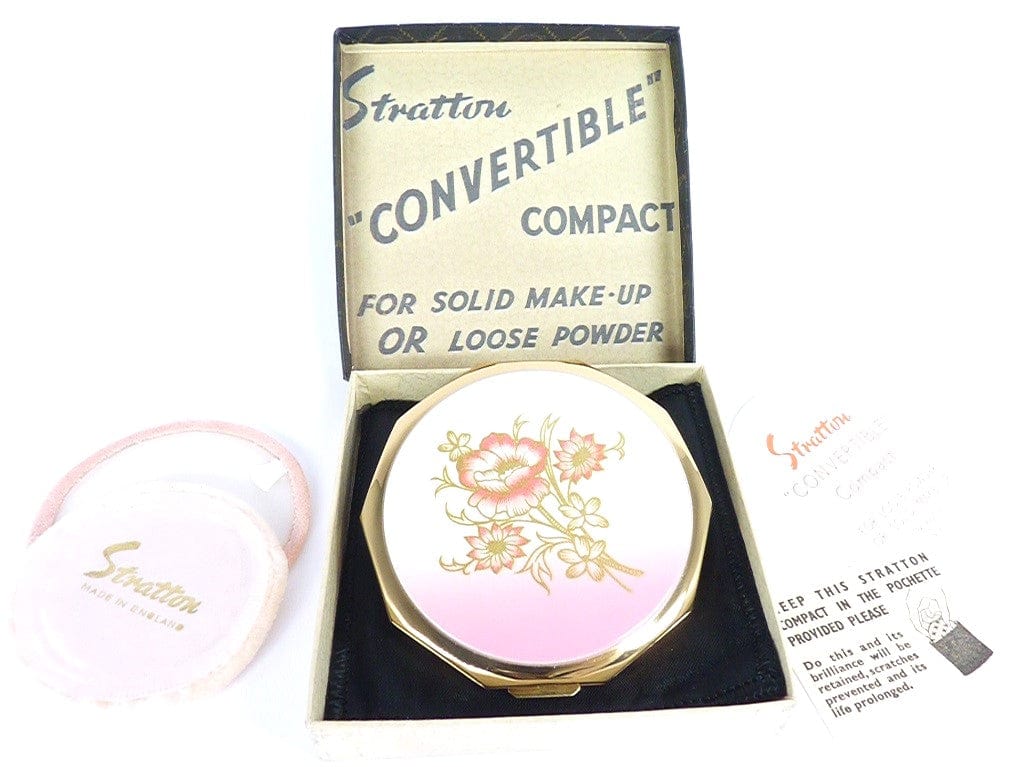 Stratton
"CONVERTIBLE"
COMPACT
FOR SOLID MAKE-UP
OR LOOSE POWDER
Stratton
MADE IN ENGLAND
Stratton
"CONVERTIBLE"
Compact
EEP THIS STRATTON
COMPACT IN THE POCHETTE
PROVIDED PLEASE
Do this and its
brilliance will be
retained, scratches
prevented and its
life prolonged.